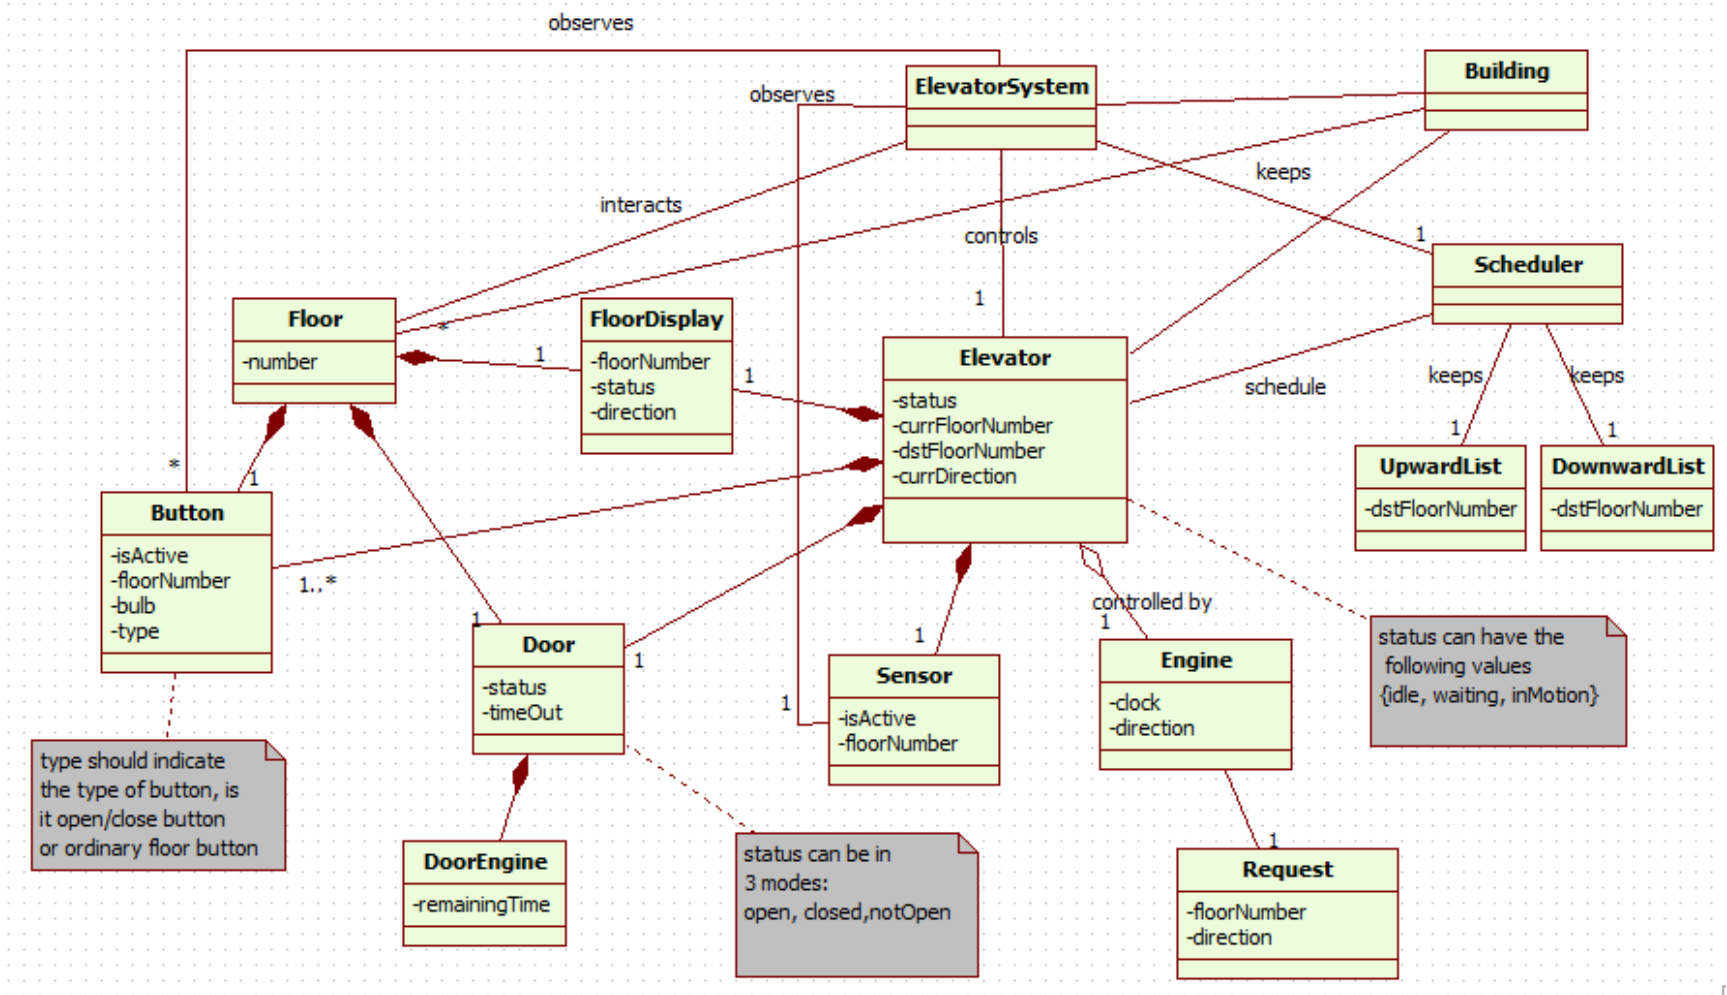 observes
ElevatorSystem
Building
observes
keeps
interacts
controls
1
Scheduler
1
Floor
-number
*
1
FloorDisplay
-floorNumber
-status
-direction
1
Elevator
-status
-currFloorNumber
-dstFloorNumber
-currDirection
schedule
keeps
keeps
1
1
UpwardList
-dstFloorNumber
DownwardList
-dstFloorNumber
*
1
Button
-isActive
-floorNumber
-bulb
-type
1..*
1
Door
-status
-timeOut
1
1
Sensor
-isActive
-floorNumber
1
controlled by
1
Engine
-clock
-direction
status can have the
following values
{idle, waiting, inMotion}
type should indicate
the type of button, is
it open/close button
or ordinary floor button
DoorEngine
-remainingTime
status can be in
3 modes:
open, closed,notOpen
1
Request
-floorNumber
-direction